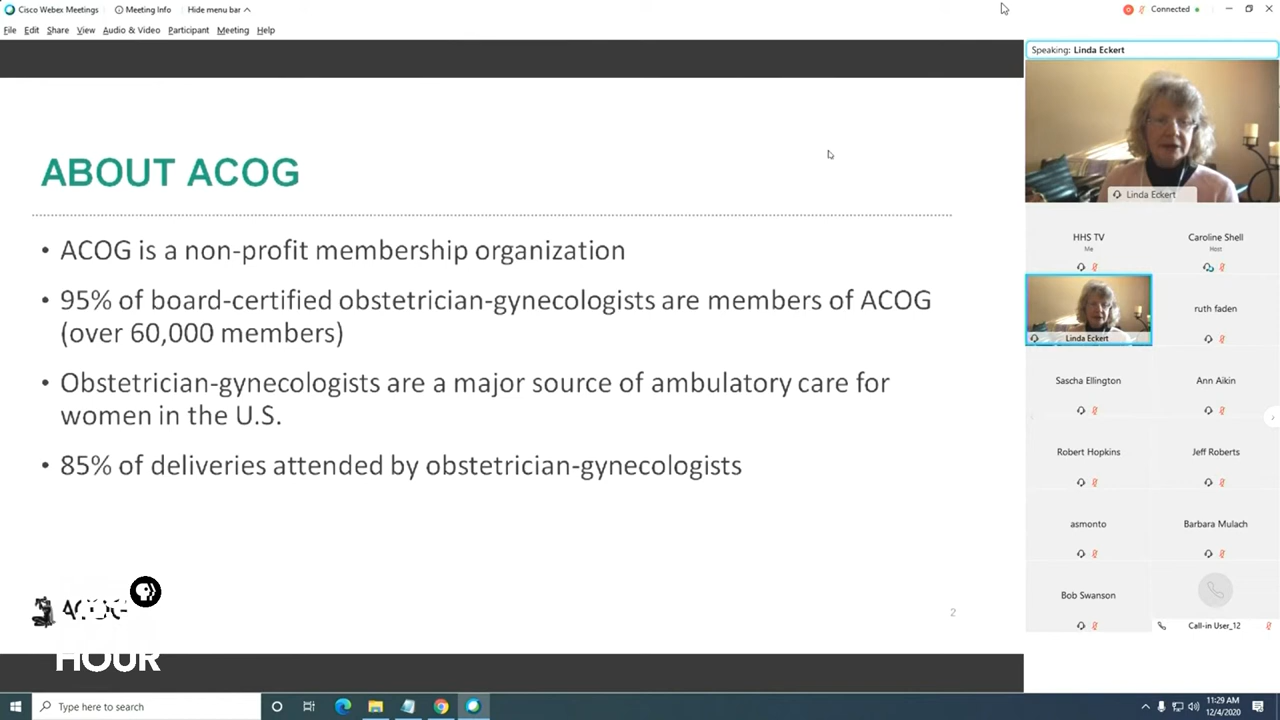 Cisco Webex Meetings
Meeting Info
Hide menu bar
Connected
File Edit Share View Audio & Video Participant Meeting Help
Speaking: Linda Eckert
Linda Eckert
ABOUT ACOG
• ACOG is a non-profit membership organization
• 95% of board-certified obstetrician-gynecologists are members of ACOG
(over 60,000 members)
• Obstetrician-gynecologists are a major source of ambulatory care for
women in the U.S.
• 85% of deliveries attended by obstetrician-gynecologists
2
HOUR
HHS TV
Me
Caroline Shell
Host
Linda Eckert
ruth faden
Sascha Ellington
Ann Aikin
Robert Hopkins
Jeff Roberts
asmonto
Barbara Mulach
Bob Swanson
Call-in User_12
Type here to search
11:29 AM
12/4/2020